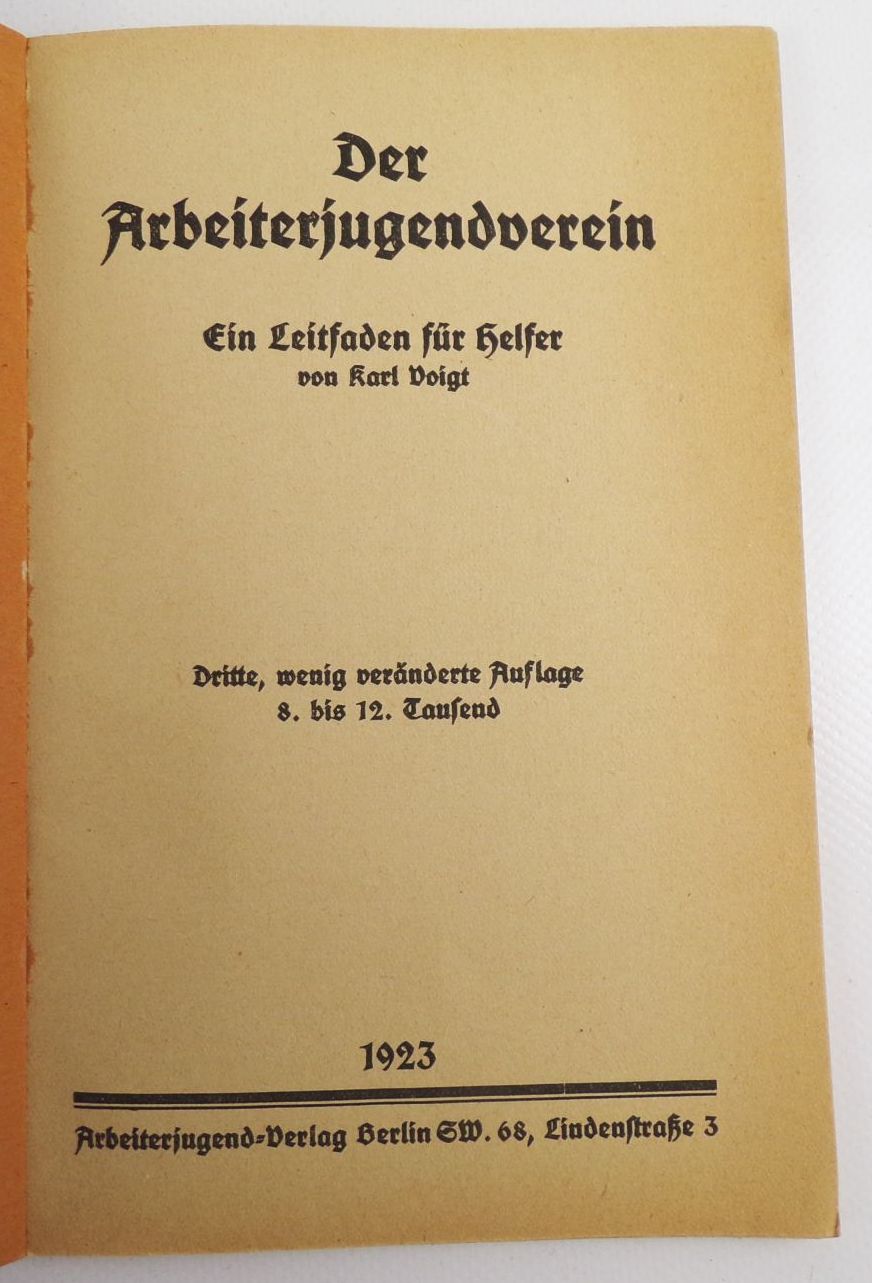 Der
Arbeiterjugendverein
Ein Leitfaden für Helfer
von Karl Voigt
Dritte, wenig veränderte Auflage
8. bis 12. Tausend
1923
Arbeiterjugend-Verlag Berlin SW. 68, Lindenstraße 3